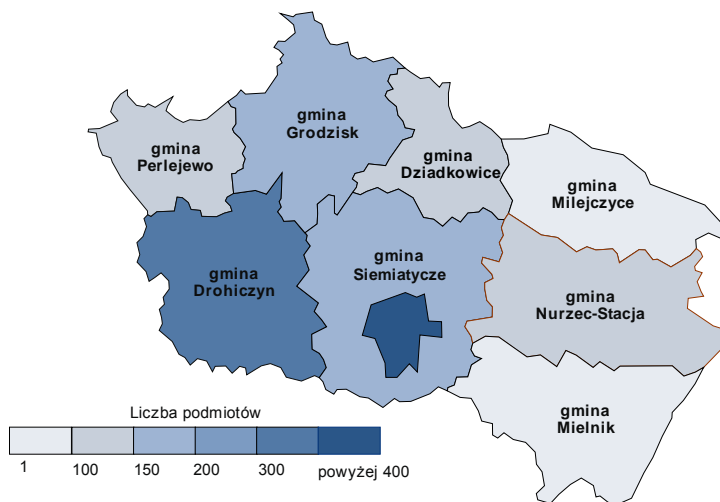 gmina
Grodzisk
gmina
Perlejewo
gmina
Dziadkowice
gmina
Milejczyce
gmina
Drohiczyn
gmina
Siemiatycze
gmina
Nurzec-Stacja
gmina
Mielnik
Liczba podmiotów
1 100 150 200 300 powyżej 400